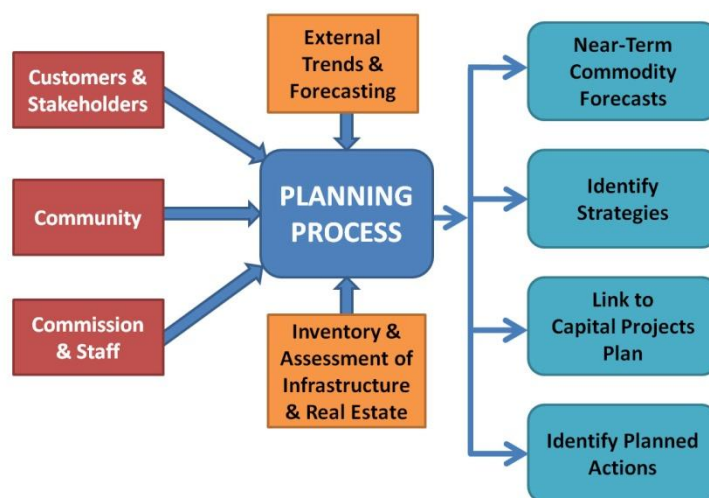 Customers &
Stakeholders
Community
Commission
& Staff
External
Trends &
Forecasting
PLANNING
PROCESS
Inventory &
Assessment of
Infrastructure
& Real Estate
Near-Term
Commodity
Forecasts
Identify
Strategies
Link to
Capital Projects
Plan
Identify Planned
Actions